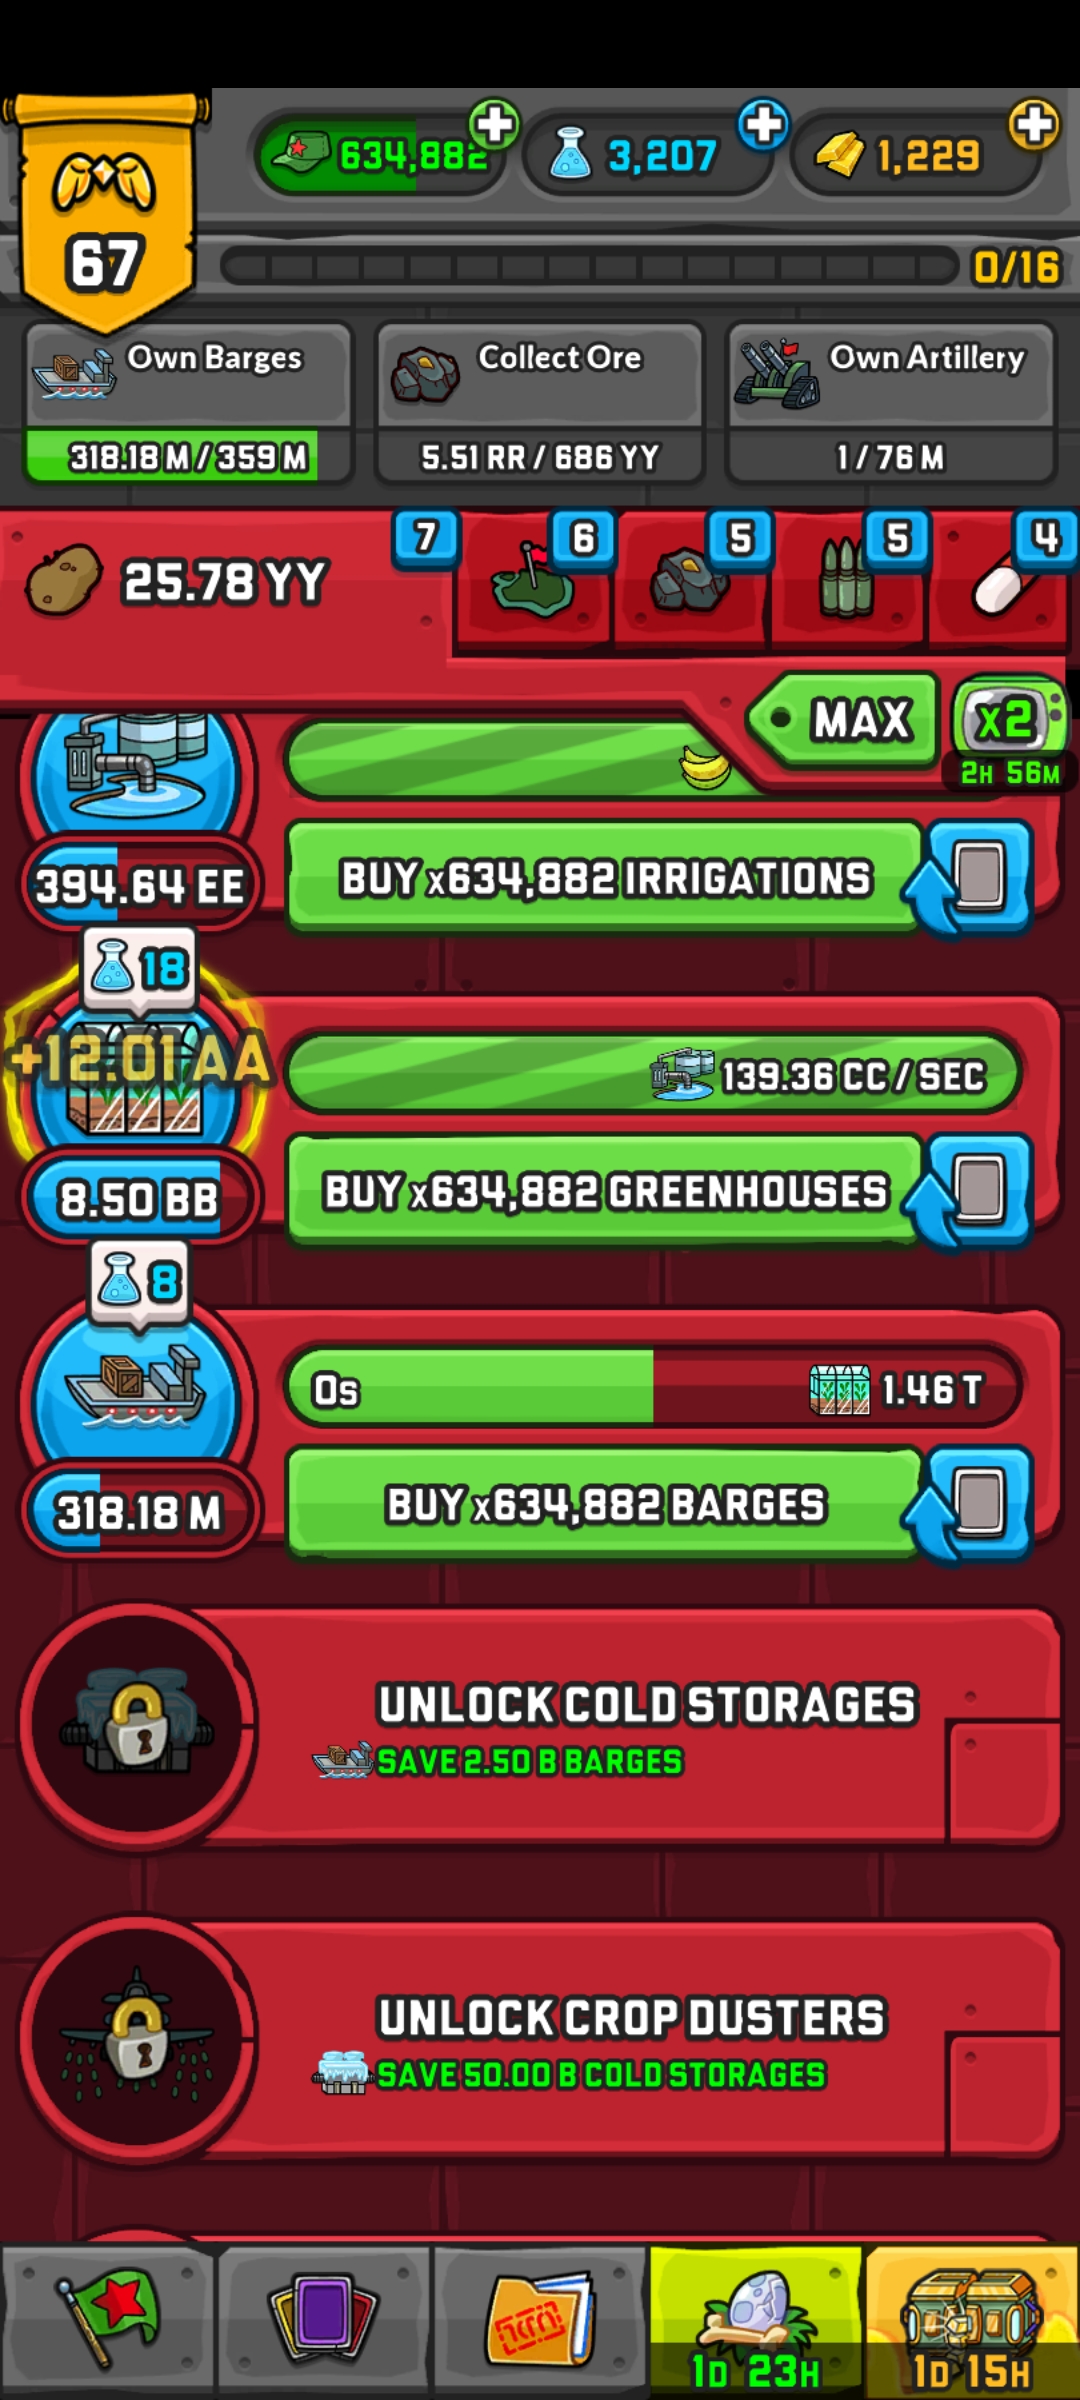 634,882
3,207
1,229
67
0/16
Own Barges
318.18 M / 359 M
Collect Ore
5.51 RR / 686 YY
Own Artillery
1 / 76 M
25.78 YY
7
6
5
5
4
MAX
x2
2H 56M
394.64 EE
BUY x634,882 IRRIGATIONS
18
+12.01 AA
139.36 CC / SEC
8.50 BB
BUY x634,882 GREENHOUSES
8
0s
1.46 T
318.18 M
BUY x634,882 BARGES
UNLOCK COLD STORAGES
SAVE 2.50 B BARGES
UNLOCK CROP DUSTERS
SAVE 50.00 B COLD STORAGES
1D 23H
1D 15H